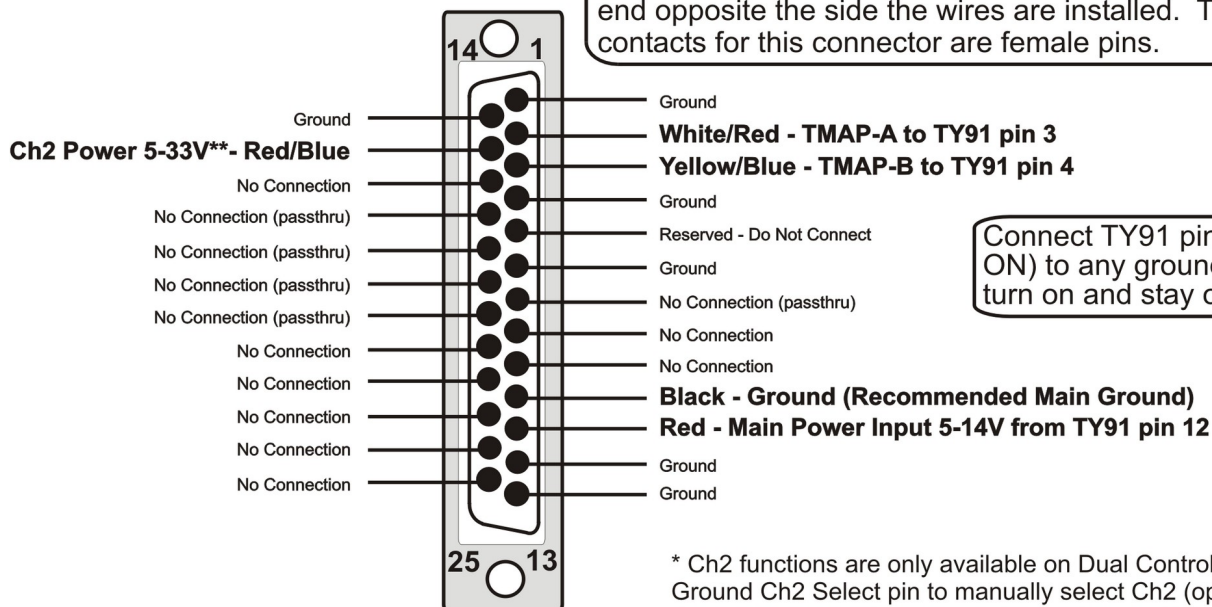 end opposite the side the wires are installed. T
contacts for this connector are female pins.
14 1
Ground
Ch2 Power 5-33V**- Red/Blue
No Connection
No Connection (passthru)
No Connection (passthru)
No Connection (passthru)
No Connection (passthru)
No Connection
No Connection
No Connection
No Connection
No Connection
Ground
White/Red - TMAP-A to TY91 pin 3
Yellow/Blue - TMAP-B to TY91 pin 4
Ground
Reserved - Do Not Connect
Ground
No Connection (passthru)
No Connection
No Connection
Black - Ground (Recommended Main Ground)
Red - Main Power Input 5-14V from TY91 pin 12
Ground
Ground
Connect TY91 pin
ON) to any ground
turn on and stay o
25 13
* Ch2 functions are only available on Dual Control
Ground Ch2 Select pin to manually select Ch2 (op